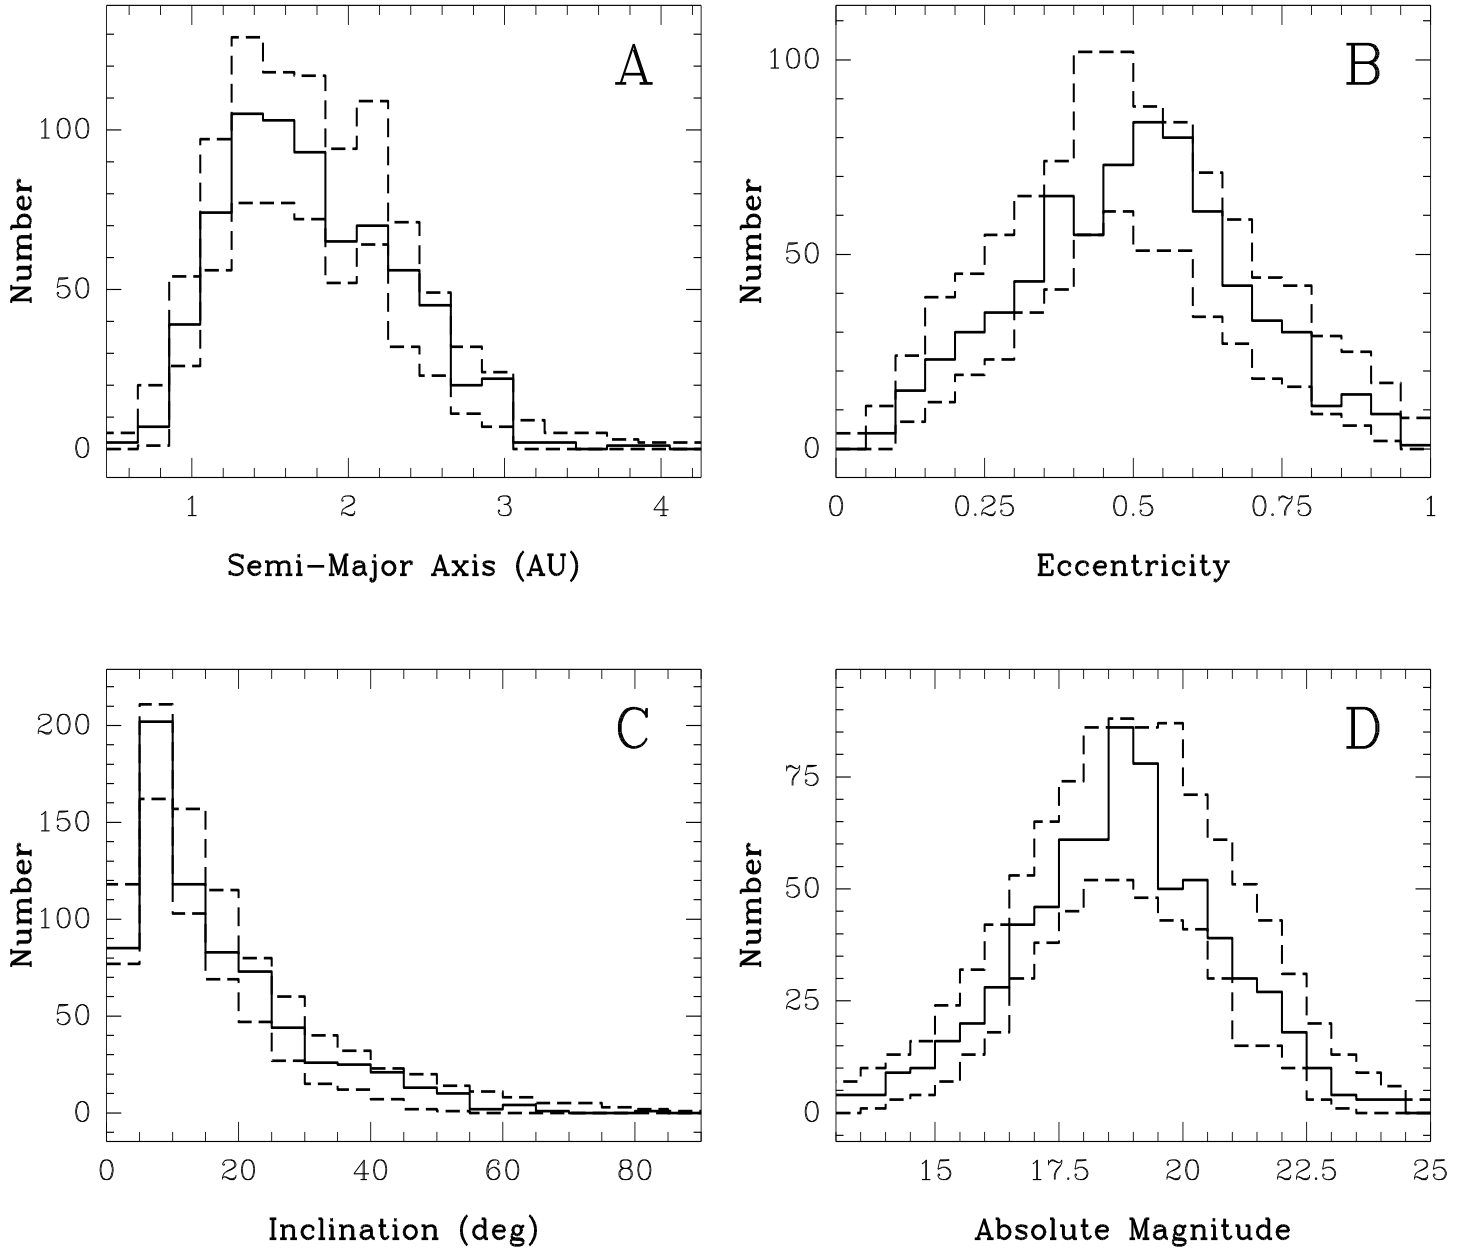 A
100
50
0
Number
1 2 3 4
Semi-Major Axis (AU)
B
100
50
0
Number
0 0.25 0.5 0.75 1
Eccentricity
C
200
150
100
50
0
Number
0 20 40 60 80
Inclination (deg)
D
75
50
25
0
Number
15 17.5 20 22.5 25
Absolute Magnitude